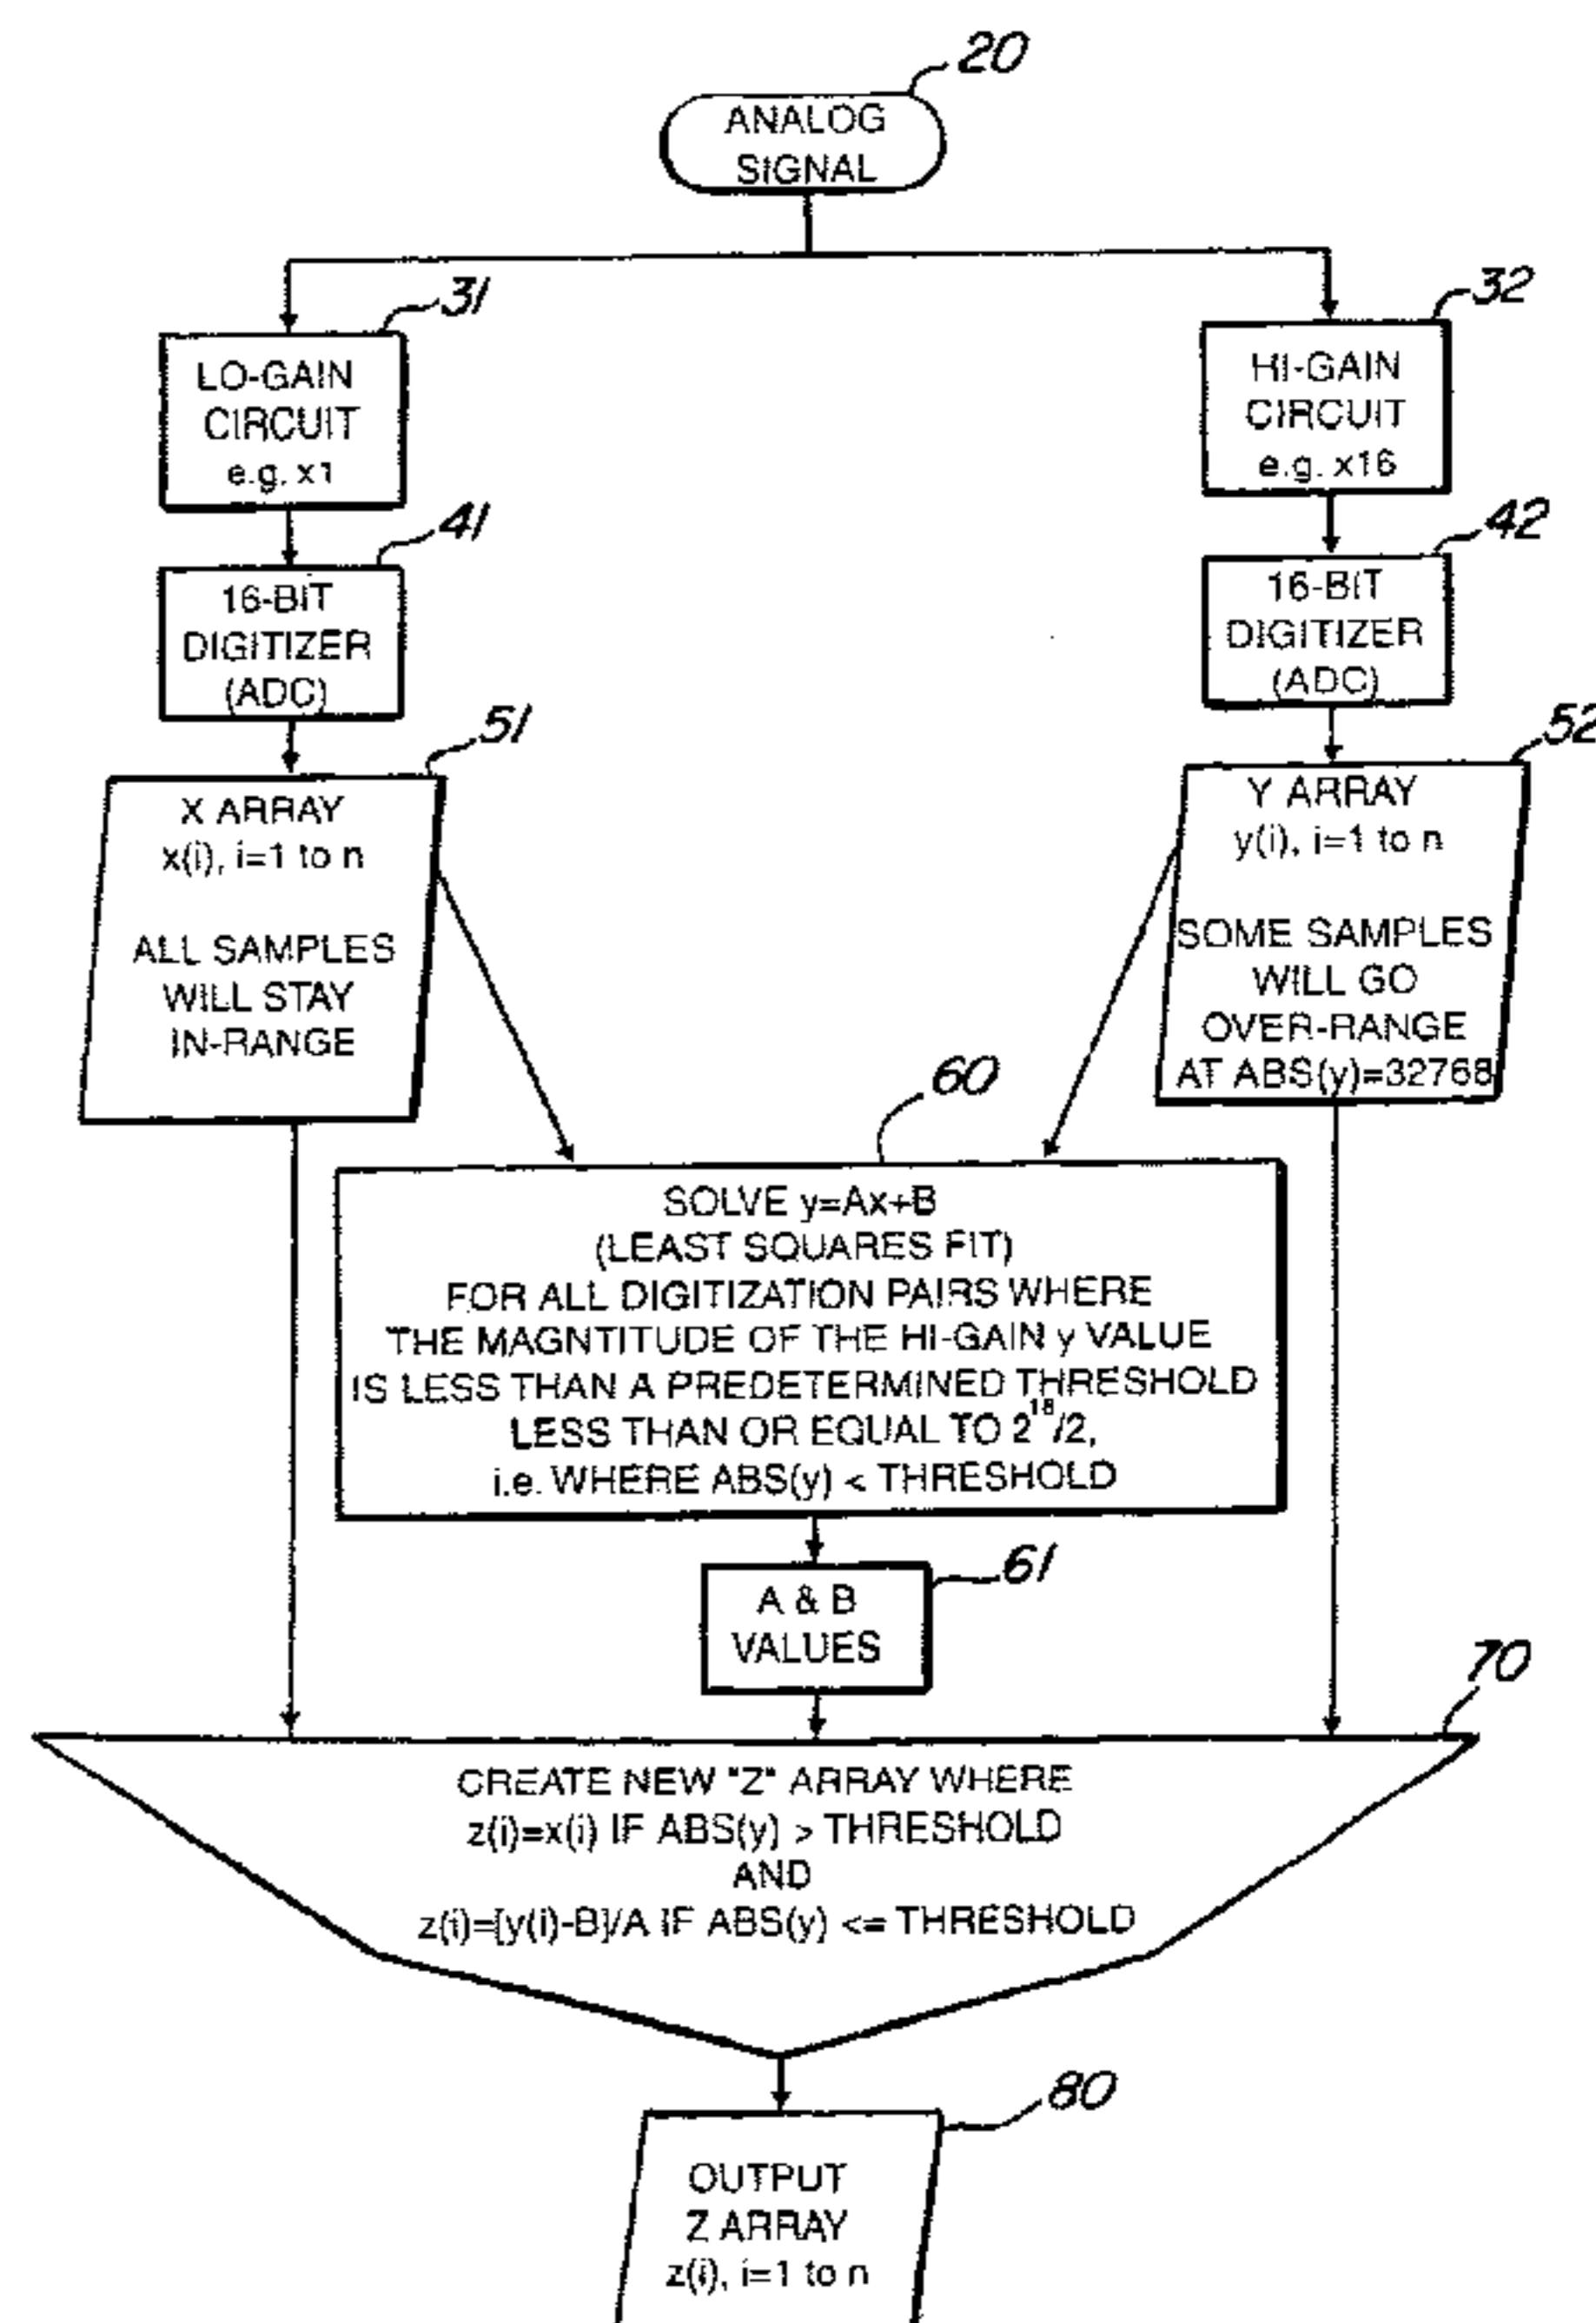 20
ANALOG
SIGNAL
31
LO-GAIN
CIRCUIT
e.g. x1
32
HI-GAIN
CIRCUIT
e.g. x16
41
16-BIT
DIGITIZER
(ADC)
42
16-BIT
DIGITIZER
(ADC)
51
X ARRAY
x(i), i=1 to n
ALL SAMPLES
WILL STAY
IN-RANGE
52
Y ARRAY
y(i), i=1 to n
SOME SAMPLES
WILL GO
OVER-RANGE
AT ABS(y)=32768
60
SOLVE y=Ax+B
(LEAST SQUARES FIT)
FOR ALL DIGITIZATION PAIRS WHERE
THE MAGNTITUDE OF THE HI-GAIN y VALUE
IS LESS THAN A PREDETERMINED THRESHOLD
LESS THAN OR EQUAL TO 2^16/2,
i.e. WHERE ABS(y) < THRESHOLD
61
A & B
VALUES
70
CREATE NEW "Z" ARRAY WHERE
z(i)=x(i) IF ABS(y) > THRESHOLD
AND
z(i)=[y(i)-B]/A IF ABS(y) <= THRESHOLD
80
OUTPUT
Z ARRAY
z(i), i=1 to n